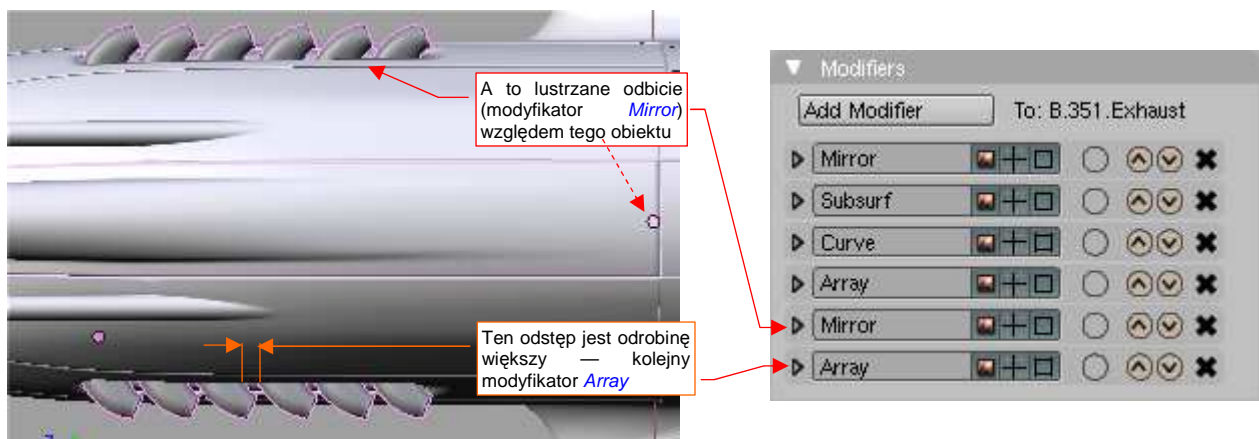 A to lustrzane odbicie
(modyfikator Mirror)
względem tego obiektu
Ten odstęp jest odrobinę
większy — kolejny
modyfikator Array
Modifiers
Add Modifier To: B.351.Exhaust
Mirror
Subsurf
Curve
Array
Mirror
Array